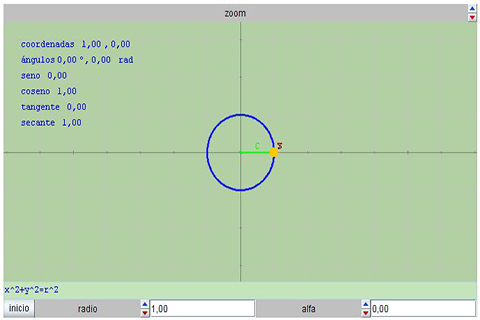 zoom
coordenadas 1,00 , 0,00
ángulos 0,00 º, 0,00 rad
seno 0,00
coseno 1,00
tangente 0,00
secante 1,00
C
x^2+y^2=r^2
inicio radio 1,00 alfa 0,00